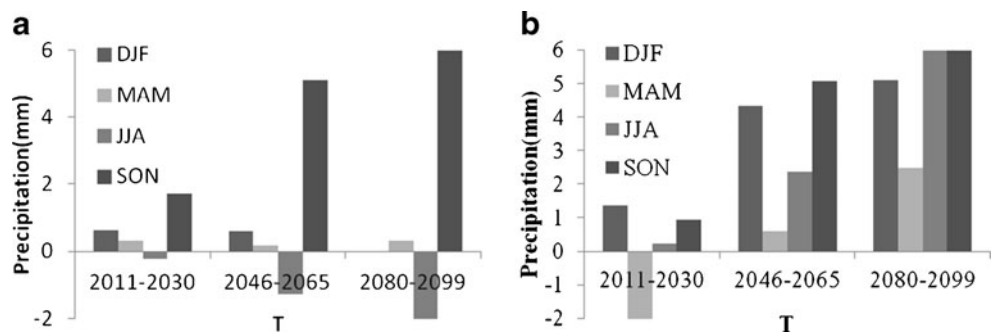 a
Precipitation(mm)
6
4
2
0
-2
DJF
MAM
JJA
SON
2011-2030 2046-2065 2080-2099
T
b
Precipitation(mm)
6
5
4
3
2
1
0
-1
-2
DJF
MAM
JJA
SON
2011-2030 2046-2065 2080-2099
T